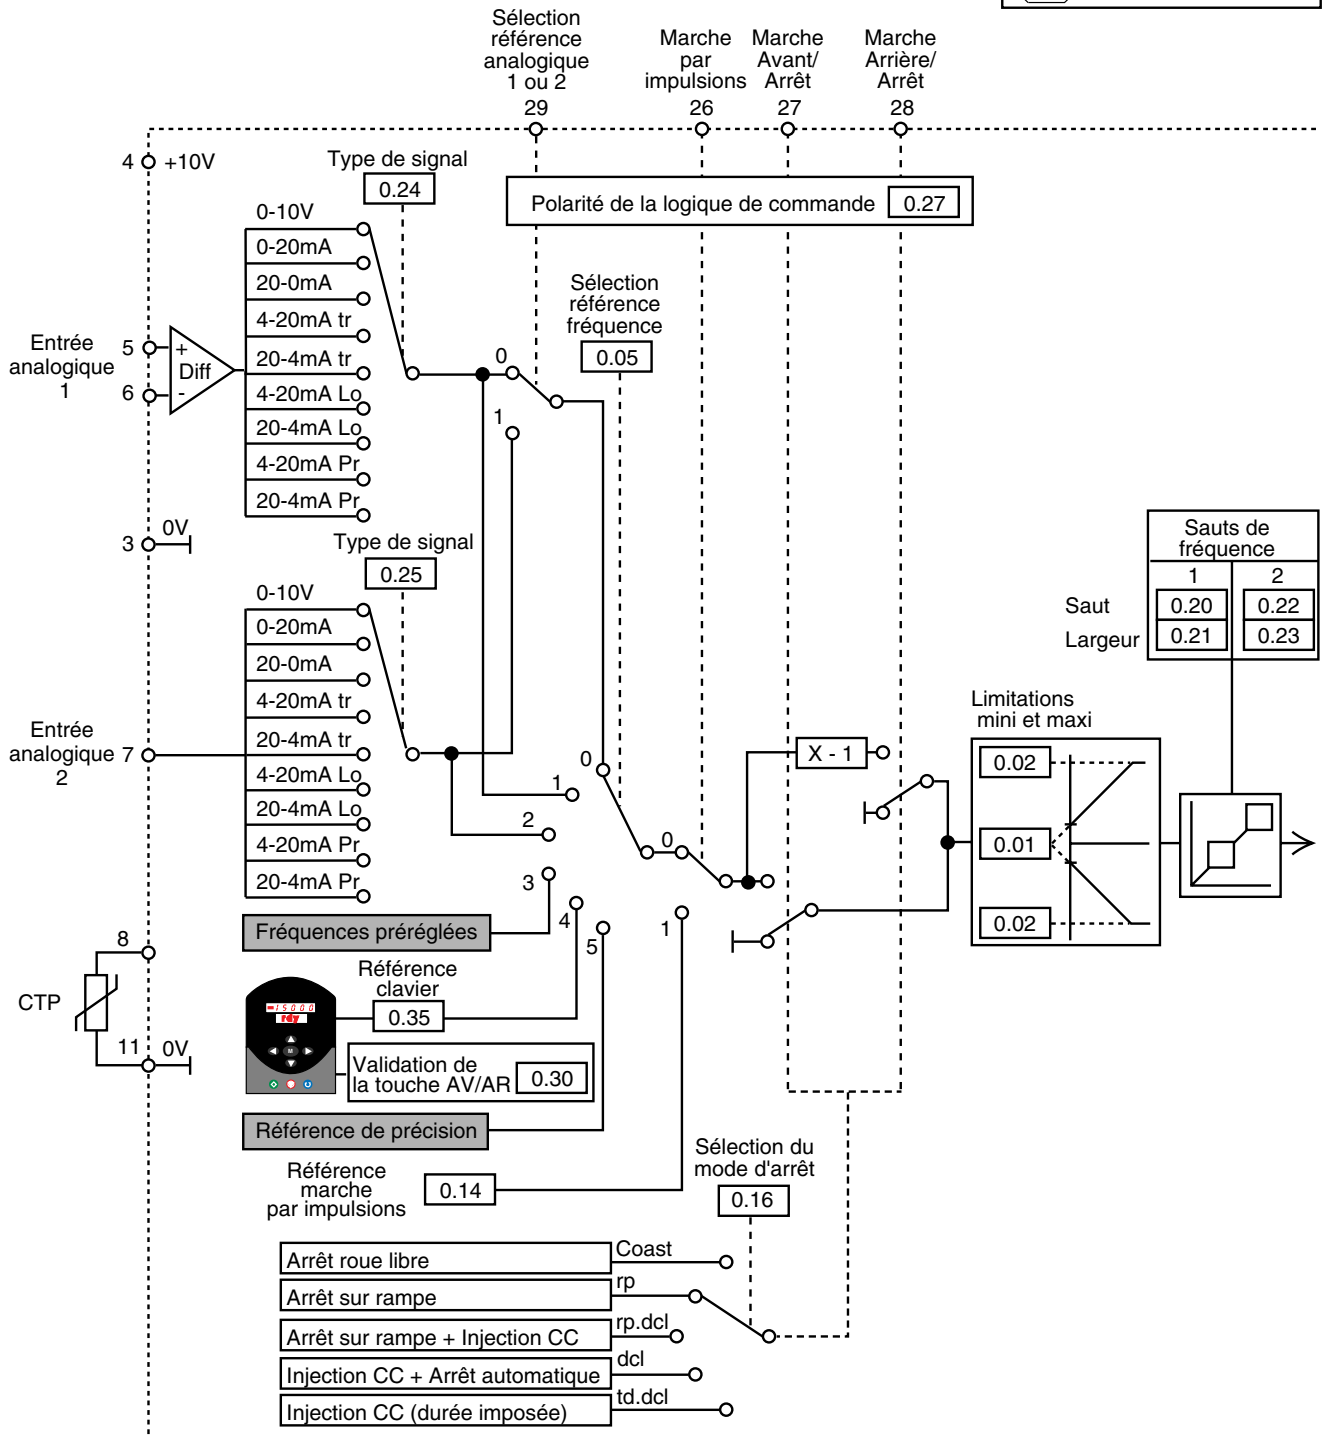 Sélection
référence
analogique
1 ou 2
29
Marche
par
impulsions
26
Marche
Avant/
Arrêt
27
Marche
Arrière/
Arrêt
28
4 +10V
Type de signal
0.24
Polarité de la logique de commande 0.27
0-10V
0-20mA
20-0mA
4-20mA tr
20-4mA tr
4-20mA Lo
20-4mA Lo
4-20mA Pr
20-4mA Pr
Entrée
analogique
1
5
6
+
Diff
-
0
1
Sélection
référence
fréquence
0.05
3 0V
Type de signal
0.25
0-10V
0-20mA
20-0mA
4-20mA tr
20-4mA tr
4-20mA Lo
20-4mA Lo
4-20mA Pr
20-4mA Pr
Entrée
analogique
2
7
0
1
2
3
4
5
0
1
X - 1
Sauts de
fréquence
1 2
Saut 0.20 0.22
Largeur 0.21 0.23
Limitations
mini et maxi
0.02
0.01
0.02
Fréquences préréglées
8
CTP
11 0V
-15000
rdy
M
Référence
clavier
0.35
Validation de
la touche AV/AR 0.30
Référence de précision
Référence
marche
par impulsions
0.14
Sélection du
mode d'arrêt
0.16
Arrêt roue libre Coast
Arrêt sur rampe rp
Arrêt sur rampe + Injection CC rp.dcl
Injection CC + Arrêt automatique dcl
Injection CC (durée imposée) td.dcl